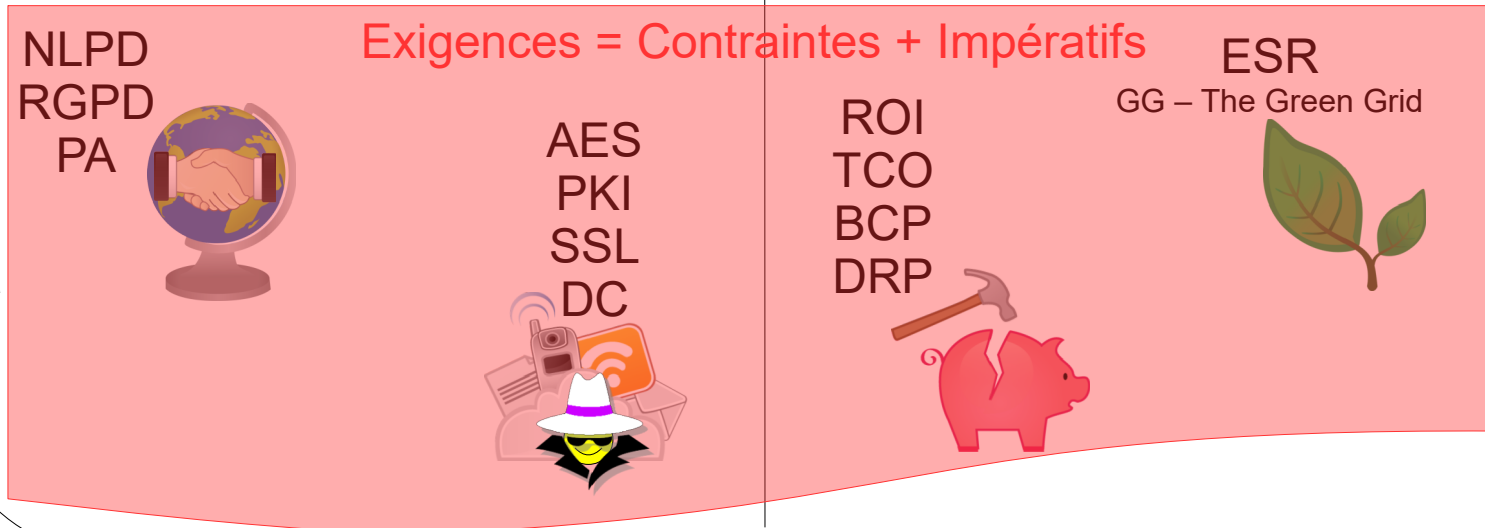 Exigences = Contraintes + Impératifs
NLPD
RGPD
PA
AES
PKI
SSL
DC
ROI
TCO
BCP
DRP
ESR
GG – The Green Grid